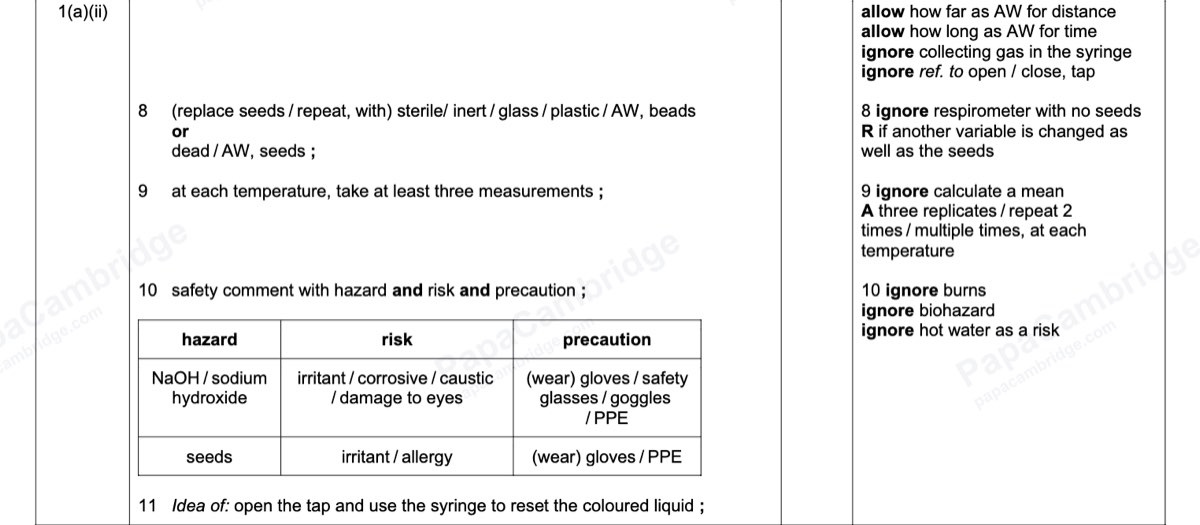 1(a)(ii)
allow how far as AW for distance
allow how long as AW for time
ignore collecting gas in the syringe
ignore ref. to open / close, tap
8 (replace seeds / repeat, with) sterile/ inert / glass / plastic / AW, beads
or
dead / AW, seeds ;
8 ignore respirometer with no seeds
R if another variable is changed as
well as the seeds
9 at each temperature, take at least three measurements ;
9 ignore calculate a mean
A three replicates / repeat 2
times / multiple times, at each
temperature
10 safety comment with hazard and risk and precaution ;
10 ignore burns
ignore biohazard
ignore hot water as a risk
hazard risk precaution
NaOH / sodium irritant / corrosive / caustic (wear) gloves / safety
hydroxide / damage to eyes glasses / goggles
/ PPE
seeds irritant / allergy (wear) gloves / PPE
11 Idea of: open the tap and use the syringe to reset the coloured liquid ;
PapaCambridge
papacambridge.com